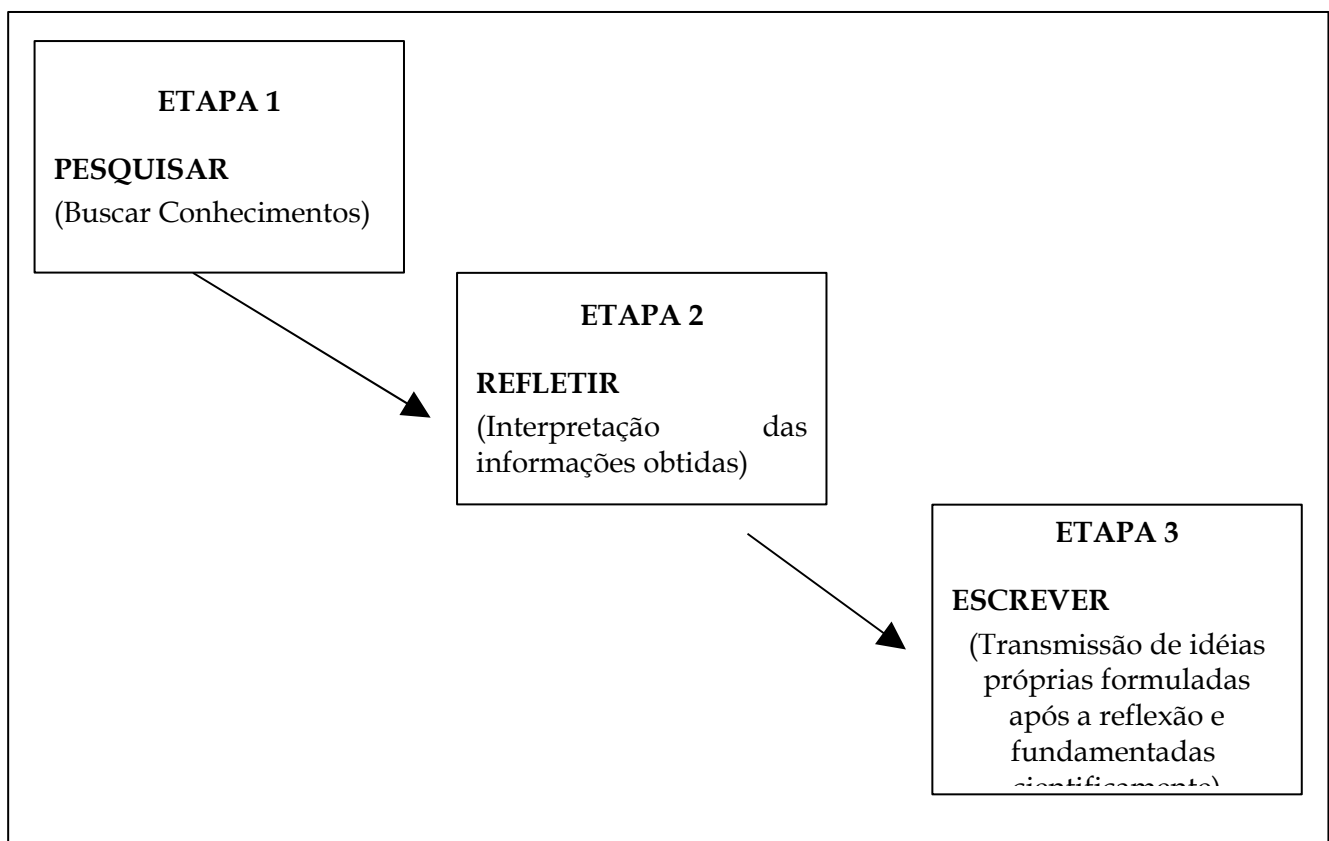 ETAPA 1
PESQUISAR
(Buscar Conhecimentos)
ETAPA 2
REFLETIR
(Interpretação das
informações obtidas)
ETAPA 3
ESCREVER
(Transmissão de idéias
próprias formuladas
após a reflexão e
fundamentadas
cientificamente)